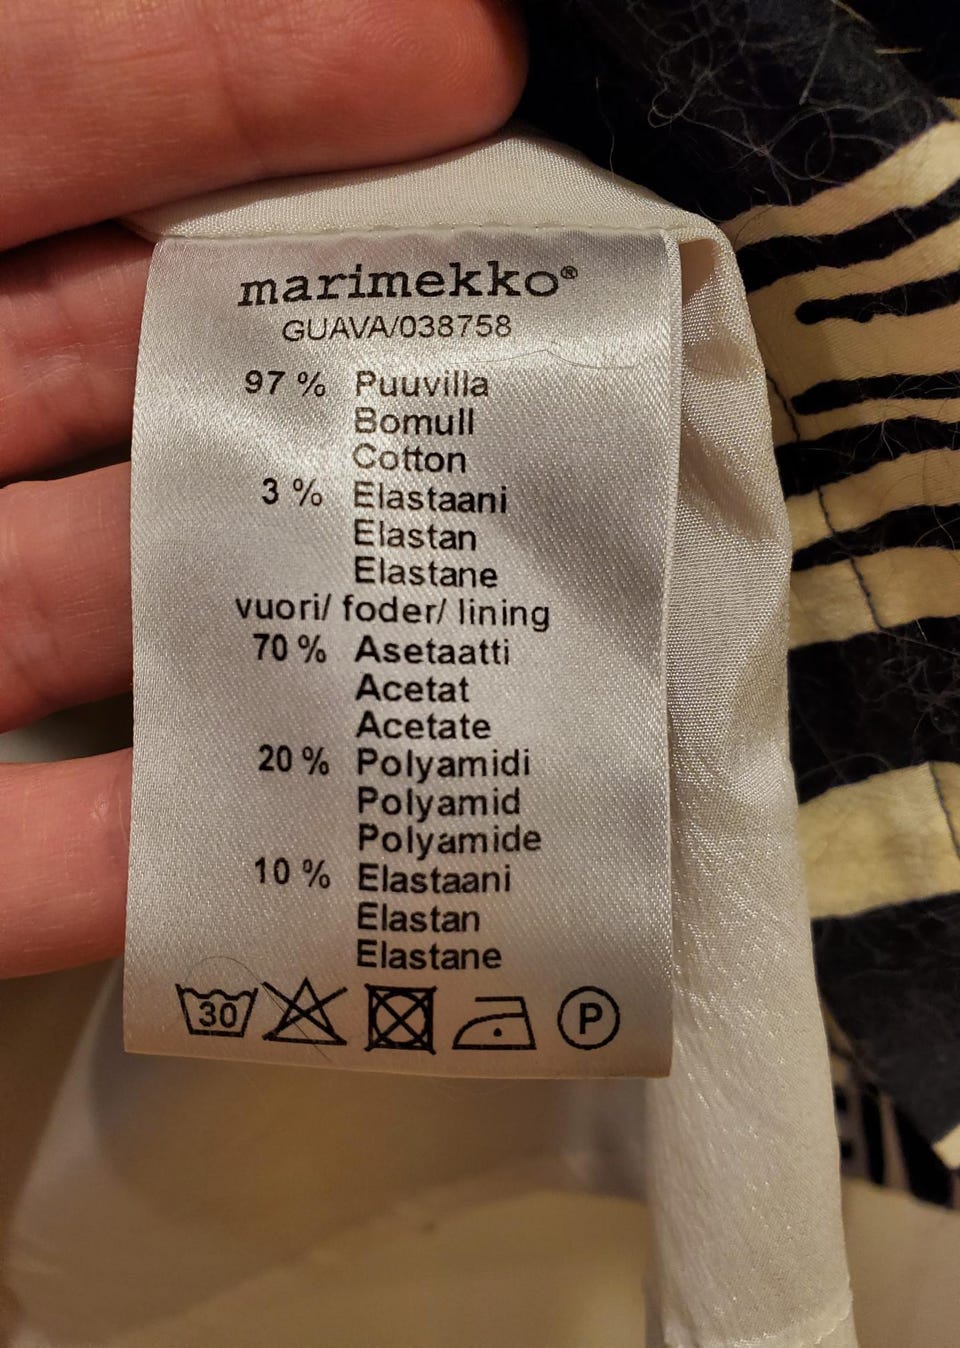 marimekko®
GUAVA/038758
97 % Puuvilla
Bomull
Cotton
3 % Elastaani
Elastan
Elastane
vuori/ foder/ lining
70 % Asetaatti
Acetat
Acetate
20 % Polyamidi
Polyamid
Polyamide
10 % Elastaani
Elastan
Elastane
30 P